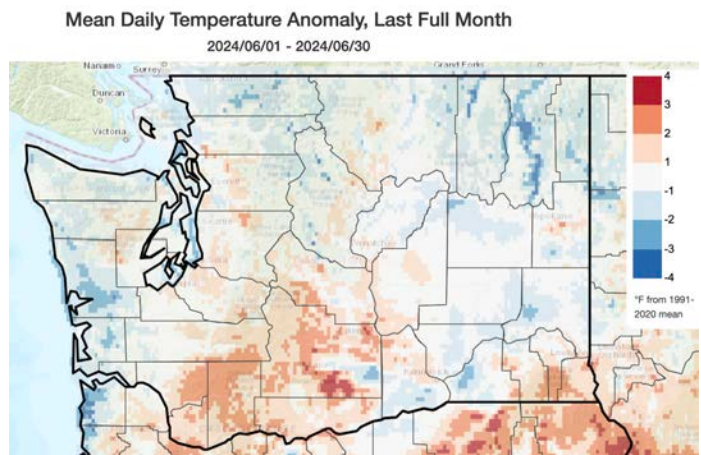 Mean Daily Temperature Anomaly, Last Full Month
2024/06/01 - 2024/06/30
Nanaimo
Surrey
Grand Forks
Duncan
Victoria
4
3
2
1
-1
-2
-3
-4
°F from 1991-
2020 mean